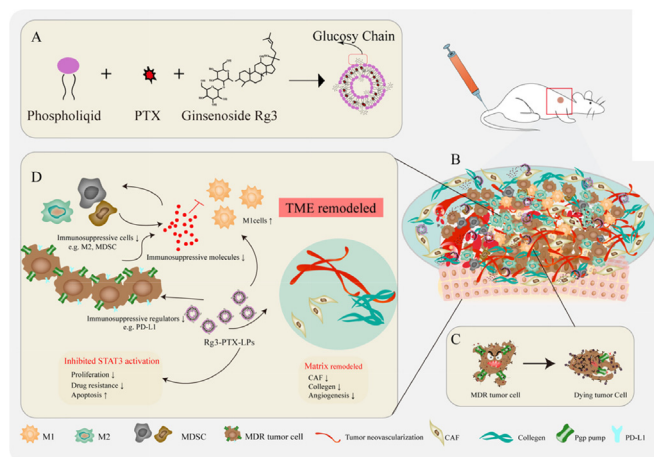 A
Glucosy Chain
+
+
Phospholiqid
PTX
Ginsenoside Rg3
B
D
M1cells ↑
TME remodeled
Immunosuppressive cells ↓
e.g. M2, MDSC
Immunosuppressive molecules ↓
Immunosuppressive regulators ↓
e.g. PD-L1
Rg3-PTX-LPs
Inhibited STAT3 activation
Proliferation ↓
Drug resistance ↓
Apoptosis ↑
Matrix remodeled
CAF ↓
Collegen ↓
Angiogenesis ↓
C
MDR tumor cell
Dying tumor Cell
M1
M2
MDSC
MDR tumor cell
Tumor neovascularization
CAF
Collegen
Pgp pump
PD-L1